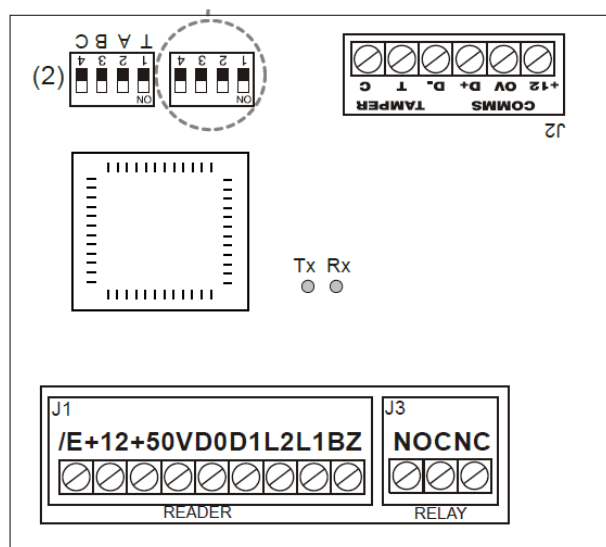 T A B C
(2)
1 2 3 4
ON
1 2 3 4
ON
J2
COMMS TAMPER
+12 0V D+ D- T C
Tx Rx
J1
/E+12+50VD0D1L2L1BZ
READER
J3
NOCNC
RELAY